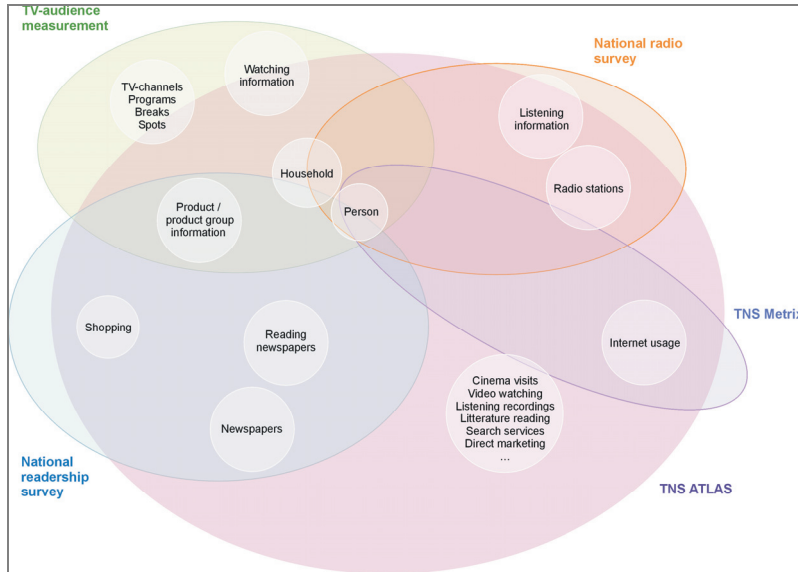 TV-audience
measurement
National radio
survey
Watching
information
TV-channels
Programs
Breaks
Spots
Listening
information
Household
Radio stations
Person
Product /
product group
information
TNS Metrix
Shopping
Reading
newspapers
Internet usage
Cinema visits
Video watching
Listening recordings
Litterature reading
Search services
Direct marketing
...
Newspapers
National
readership
survey
TNS ATLAS